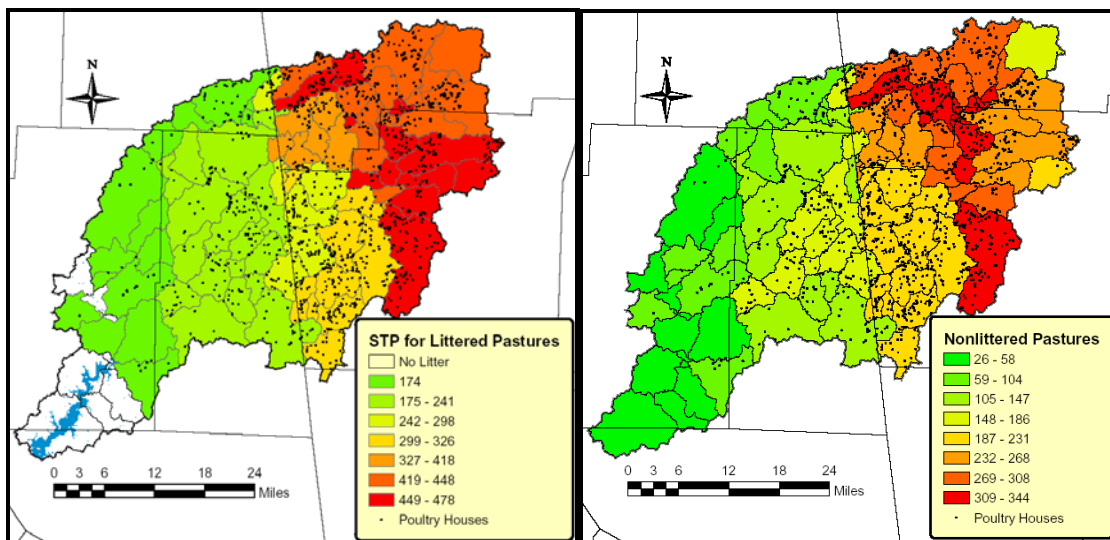 N
STP for Littered Pastures
No Litter
174
175 - 241
242 - 298
299 - 326
327 - 418
419 - 448
449 - 478
Poultry Houses
0 3 6 12 18 24
Miles
N
Nonlittered Pastures
26 - 58
59 - 104
105 - 147
148 - 186
187 - 231
232 - 268
269 - 308
309 - 344
Poultry Houses
0 3 6 12 18 24
Miles